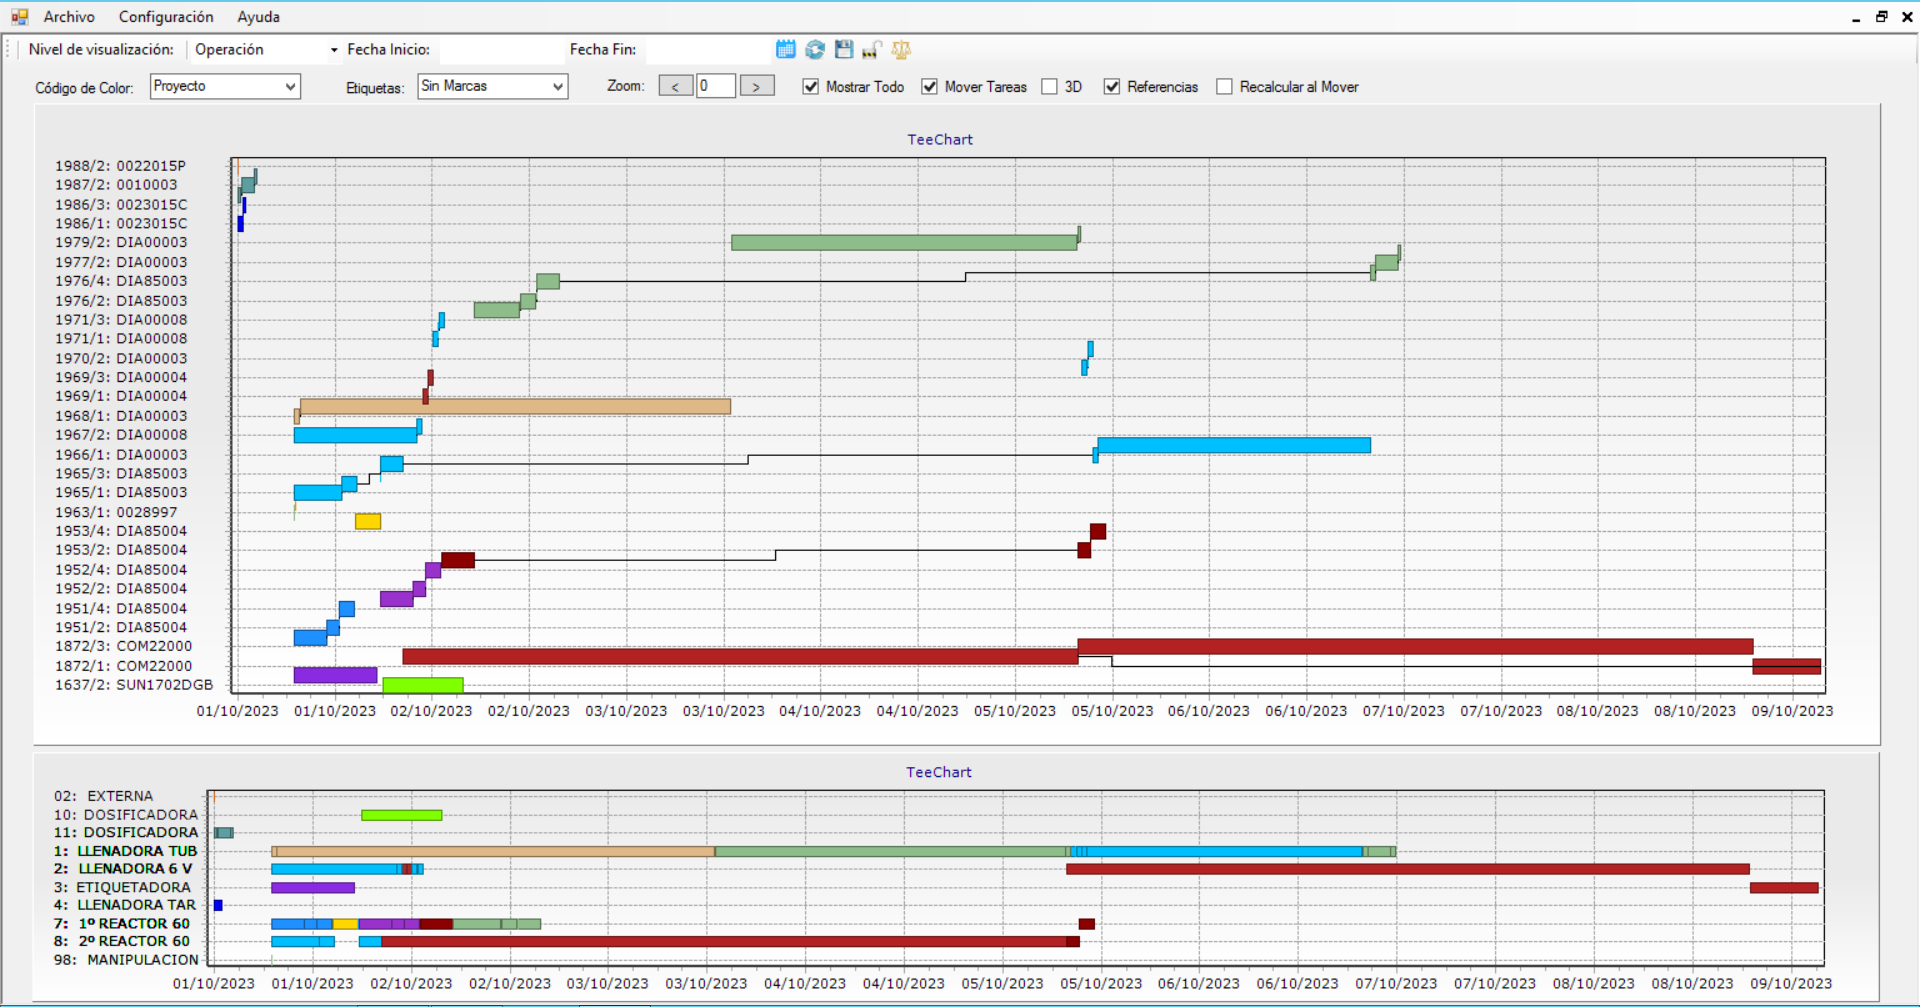 Archivo Configuración Ayuda
Nivel de visualización: Operación Fecha Inicio: Fecha Fin:
Código de Color: Proyecto Etiquetas: Sin Marcas Zoom: < 0 > Mostrar Todo Mover Tareas 3D Referencias Recalcular al Mover
TeeChart
1988/2: 0022015P
1987/2: 0010003
1986/3: 0023015C
1986/1: 0023015C
1979/2: DIA00003
1977/2: DIA00003
1976/4: DIA85003
1976/2: DIA85003
1971/3: DIA00008
1971/1: DIA00008
1970/2: DIA00003
1969/3: DIA00004
1969/1: DIA00004
1968/1: DIA00003
1967/2: DIA00008
1966/1: DIA00003
1965/3: DIA85003
1965/1: DIA85003
1963/1: 0028997
1953/4: DIA85004
1953/2: DIA85004
1952/4: DIA85004
1952/2: DIA85004
1951/4: DIA85004
1951/2: DIA85004
1872/3: COM22000
1872/1: COM22000
1637/2: SUN1702DGB
01/10/2023 01/10/2023 02/10/2023 02/10/2023 03/10/2023 03/10/2023 04/10/2023 04/10/2023 05/10/2023 05/10/2023 06/10/2023 06/10/2023 07/10/2023 07/10/2023 08/10/2023 08/10/2023 09/10/2023
TeeChart
02: EXTERNA
10: DOSIFICADORA
11: DOSIFICADORA
1: LLENADORA TUB
2: LLENADORA 6 V
3: ETIQUETADORA
4: LLENADORA TAR
7: 1º REACTOR 60
8: 2º REACTOR 60
98: MANIPULACION
01/10/2023 01/10/2023 02/10/2023 02/10/2023 03/10/2023 03/10/2023 04/10/2023 04/10/2023 05/10/2023 05/10/2023 06/10/2023 06/10/2023 07/10/2023 07/10/2023 08/10/2023 08/10/2023 09/10/2023